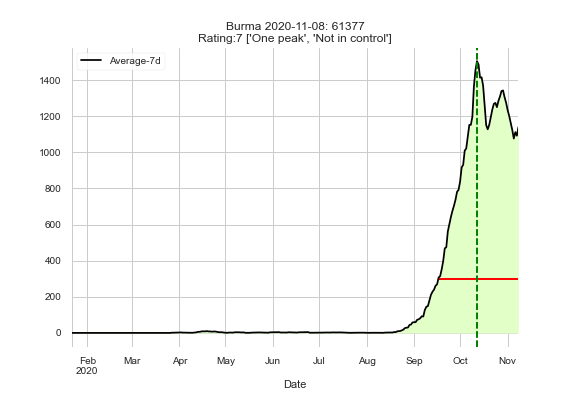 Burma 2020-11-08: 61377
Rating:7 ['One peak', 'Not in control']
Average-7d
1400
1200
1000
800
600
400
200
0
Feb Mar Apr May Jun Jul Aug Sep Oct Nov
2020
Date